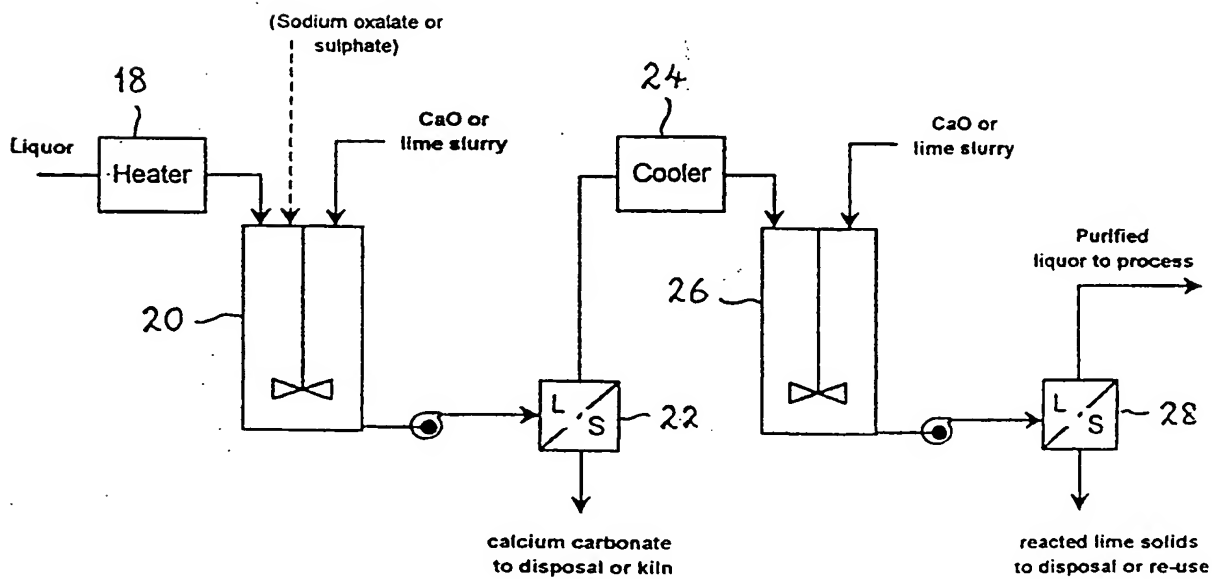 (Sodium oxalate or
sulphate)
18
24
CaO or
lime slurry
CaO or
lime slurry
Liquor
Heater
Cooler
Purified
liquor to process
20
26
L
S
22
L
S
28
calcium carbonate
to disposal or kiln
reacted lime solids
to disposal or re-use